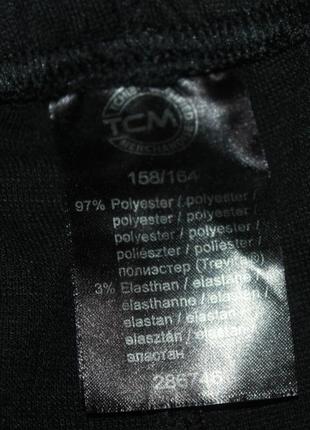 TCM
MERCHANDISE
158/164
97% Polyester / polyester /
polyester / polyester /
polyester / polyester /
poliészter / poliester /
полиэстер (Trevira®)
3% Elasthan / elastane
elasthanne / elastan /
elastan / elastan /
elasztán / elastan /
эластан